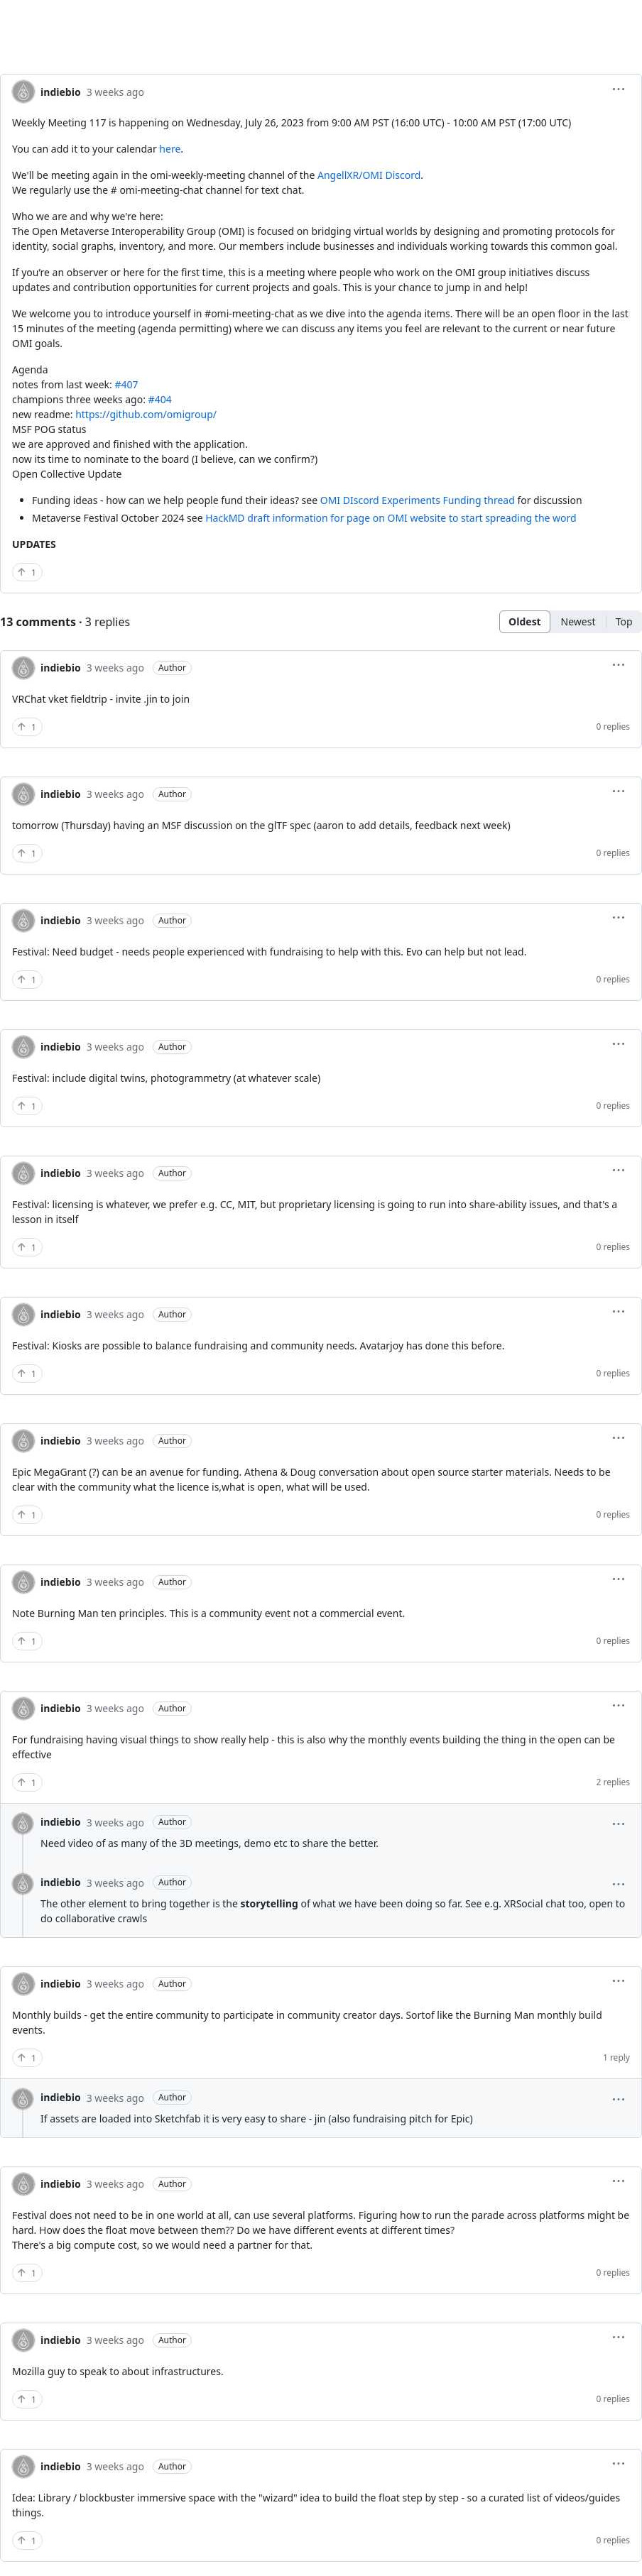 indiebio 3 weeks ago
Weekly Meeting 117 is happening on Wednesday, July 26, 2023 from 9:00 AM PST (16:00 UTC) - 10:00 AM PST (17:00 UTC)
You can add it to your calendar here.
We'll be meeting again in the omi-weekly-meeting channel of the AngellXR/OMI Discord.
We regularly use the # omi-meeting-chat channel for text chat.
Who we are and why we're here:
The Open Metaverse Interoperability Group (OMI) is focused on bridging virtual worlds by designing and promoting protocols for
identity, social graphs, inventory, and more. Our members include businesses and individuals working towards this common goal.
If you're an observer or here for the first time, this is a meeting where people who work on the OMI group initiatives discuss
updates and contribution opportunities for current projects and goals. This is your chance to jump in and help!
We welcome you to introduce yourself in #omi-meeting-chat as we dive into the agenda items. There will be an open floor in the last
15 minutes of the meeting (agenda permitting) where we can discuss any items you feel are relevant to the current or near future
OMI goals.
Agenda
notes from last week: #407
champions three weeks ago: #404
new readme: https://github.com/omigroup/
MSF POG status
we are approved and finished with the application.
now its time to nominate to the board (I believe, can we confirm?)
Open Collective Update
• Funding ideas - how can we help people fund their ideas? see OMI DIscord Experiments Funding thread for discussion
• Metaverse Festival October 2024 see HackMD draft information for page on OMI website to start spreading the word
UPDATES
1
13 comments · 3 replies
Oldest Newest Top
indiebio 3 weeks ago Author
VRChat vket fieldtrip - invite .jin to join
1 0 replies
indiebio 3 weeks ago Author
tomorrow (Thursday) having an MSF discussion on the glTF spec (aaron to add details, feedback next week)
1 0 replies
indiebio 3 weeks ago Author
Festival: Need budget - needs people experienced with fundraising to help with this. Evo can help but not lead.
1 0 replies
indiebio 3 weeks ago Author
Festival: include digital twins, photogrammetry (at whatever scale)
1 0 replies
indiebio 3 weeks ago Author
Festival: licensing is whatever, we prefer e.g. CC, MIT, but proprietary licensing is going to run into share-ability issues, and that's a
lesson in itself
1 0 replies
indiebio 3 weeks ago Author
Festival: Kiosks are possible to balance fundraising and community needs. Avatarjoy has done this before.
1 0 replies
indiebio 3 weeks ago Author
Epic MegaGrant (?) can be an avenue for funding. Athena & Doug conversation about open source starter materials. Needs to be
clear with the community what the licence is,what is open, what will be used.
1 0 replies
indiebio 3 weeks ago Author
Note Burning Man ten principles. This is a community event not a commercial event.
1 0 replies
indiebio 3 weeks ago Author
For fundraising having visual things to show really help - this is also why the monthly events building the thing in the open can be
effective
1 2 replies
indiebio 3 weeks ago Author
Need video of as many of the 3D meetings, demo etc to share the better.
indiebio 3 weeks ago Author
The other element to bring together is the storytelling of what we have been doing so far. See e.g. XRSocial chat too, open to
do collaborative crawls
indiebio 3 weeks ago Author
Monthly builds - get the entire community to participate in community creator days. Sortof like the Burning Man monthly build
events.
1 1 reply
indiebio 3 weeks ago Author
If assets are loaded into Sketchfab it is very easy to share - jin (also fundraising pitch for Epic)
indiebio 3 weeks ago Author
Festival does not need to be in one world at all, can use several platforms. Figuring how to run the parade across platforms might be
hard. How does the float move between them?? Do we have different events at different times?
There's a big compute cost, so we would need a partner for that.
1 0 replies
indiebio 3 weeks ago Author
Mozilla guy to speak to about infrastructures.
1 0 replies
indiebio 3 weeks ago Author
Idea: Library / blockbuster immersive space with the "wizard" idea to build the float step by step - so a curated list of videos/guides
things.
1 0 replies